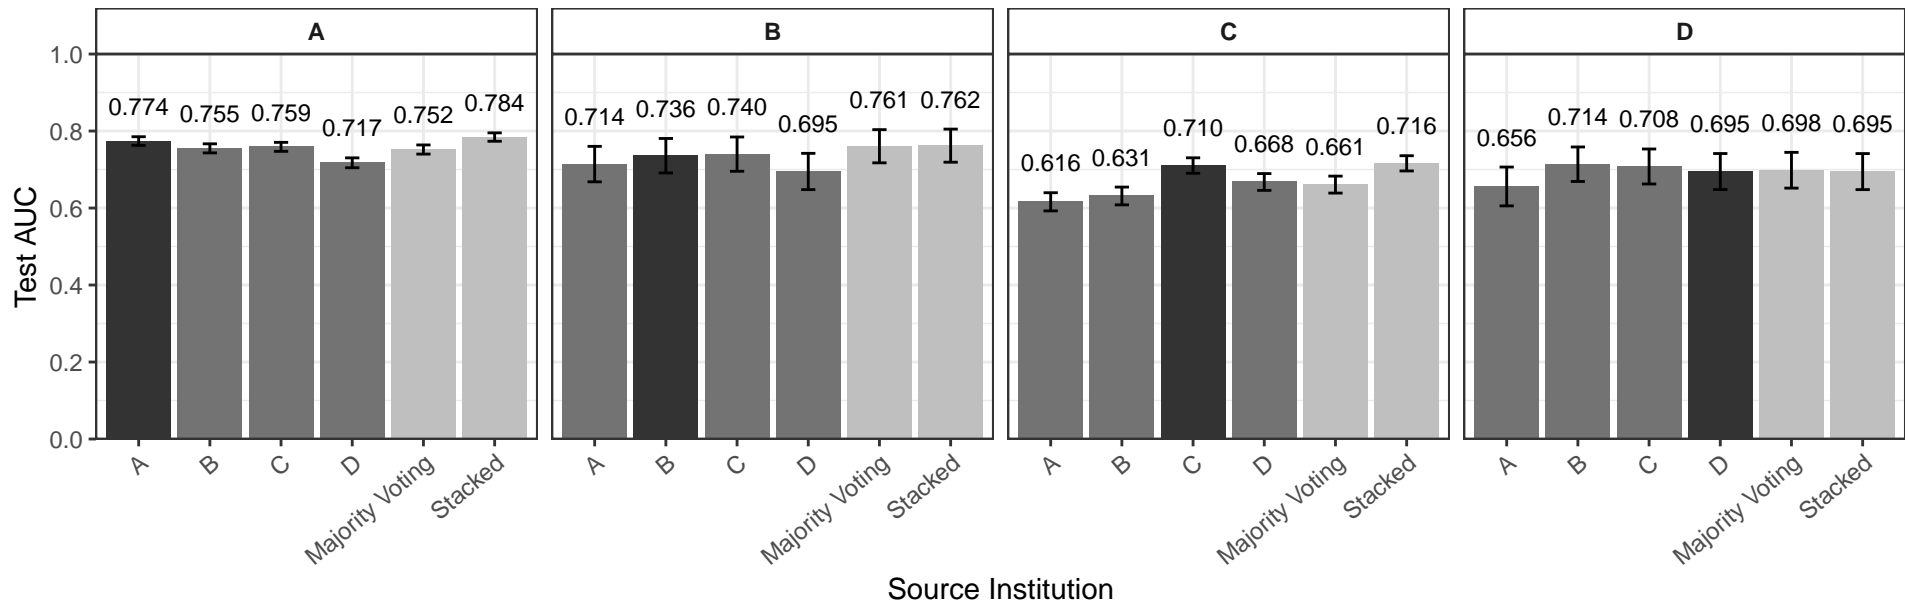 A B C D
Test AUC
1.0
0.8
0.6
0.4
0.2
0.0
0.774 0.755 0.759 0.717 0.752 0.784
0.714 0.736 0.740 0.695 0.761 0.762
0.616 0.631 0.710 0.668 0.661 0.716
0.656 0.714 0.708 0.695 0.698 0.695
A B C D Majority Voting Stacked
A B C D Majority Voting Stacked
A B C D Majority Voting Stacked
A B C D Majority Voting Stacked
Source Institution